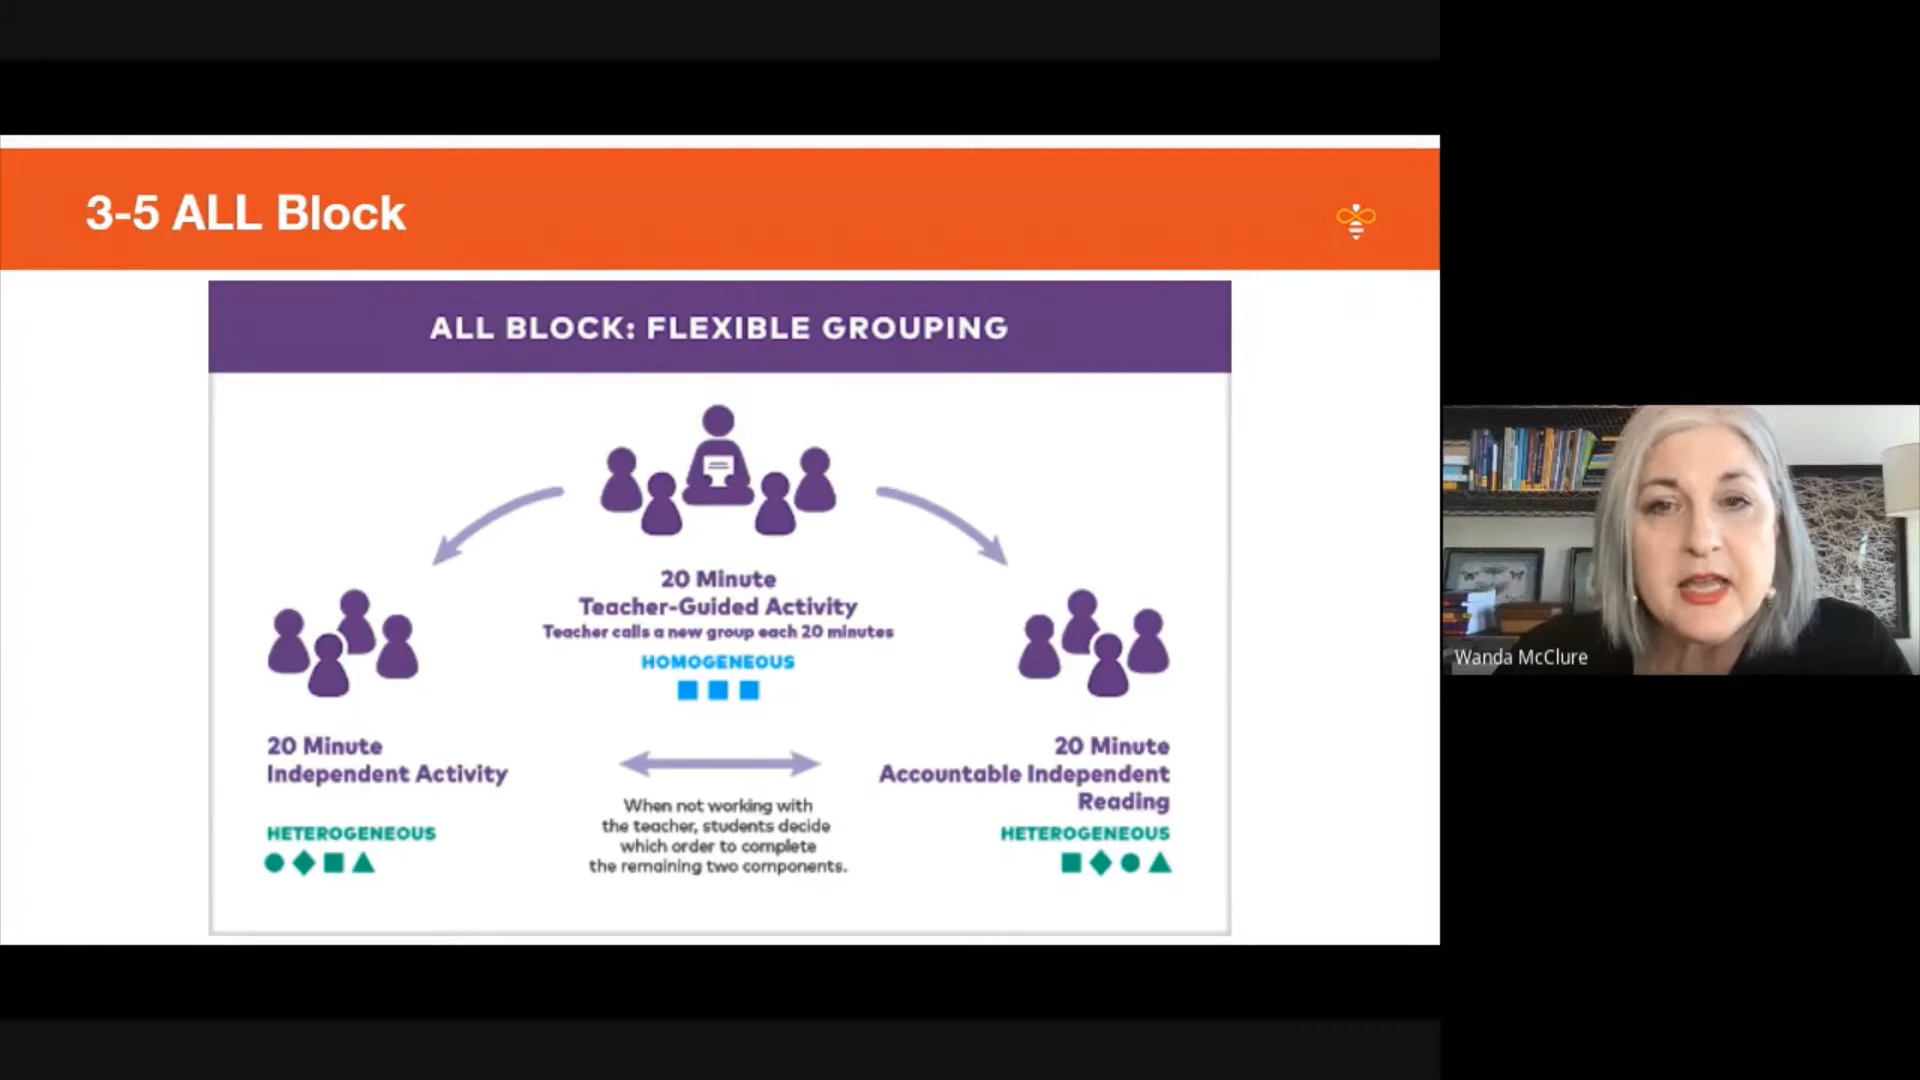 3-5 ALL Block
ALL BLOCK: FLEXIBLE GROUPING
20 Minute
Teacher-Guided Activity
Teacher calls a new group each 20 minutes
HOMOGENEOUS
20 Minute
Independent Activity
HETEROGENEOUS
When not working with
the teacher, students decide
which order to complete
the remaining two components.
20 Minute
Accountable Independent
Reading
HETEROGENEOUS
Wanda McClure